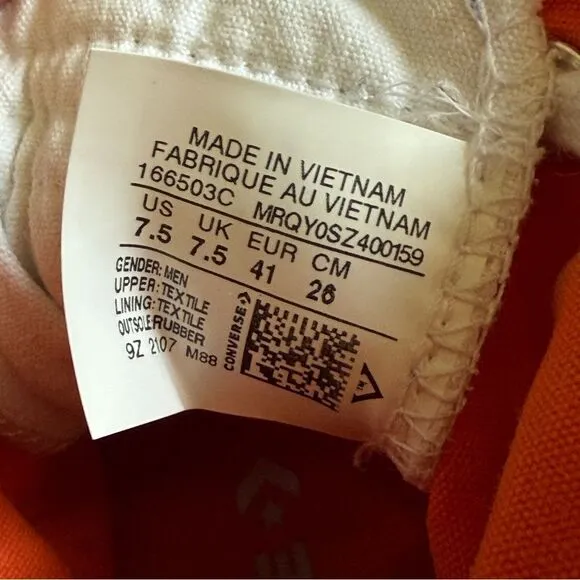 MADE IN VIETNAM
FABRIQUE AU VIETNAM
166503C MRQY0SZ400159
US UK EUR CM
7.5 7.5 41 26
GENDER: MEN
UPPER: TEXTILE
LINING: TEXTILE
OUTSOLE:RUBBER
9Z 2107 M88
CONVERSE
TM